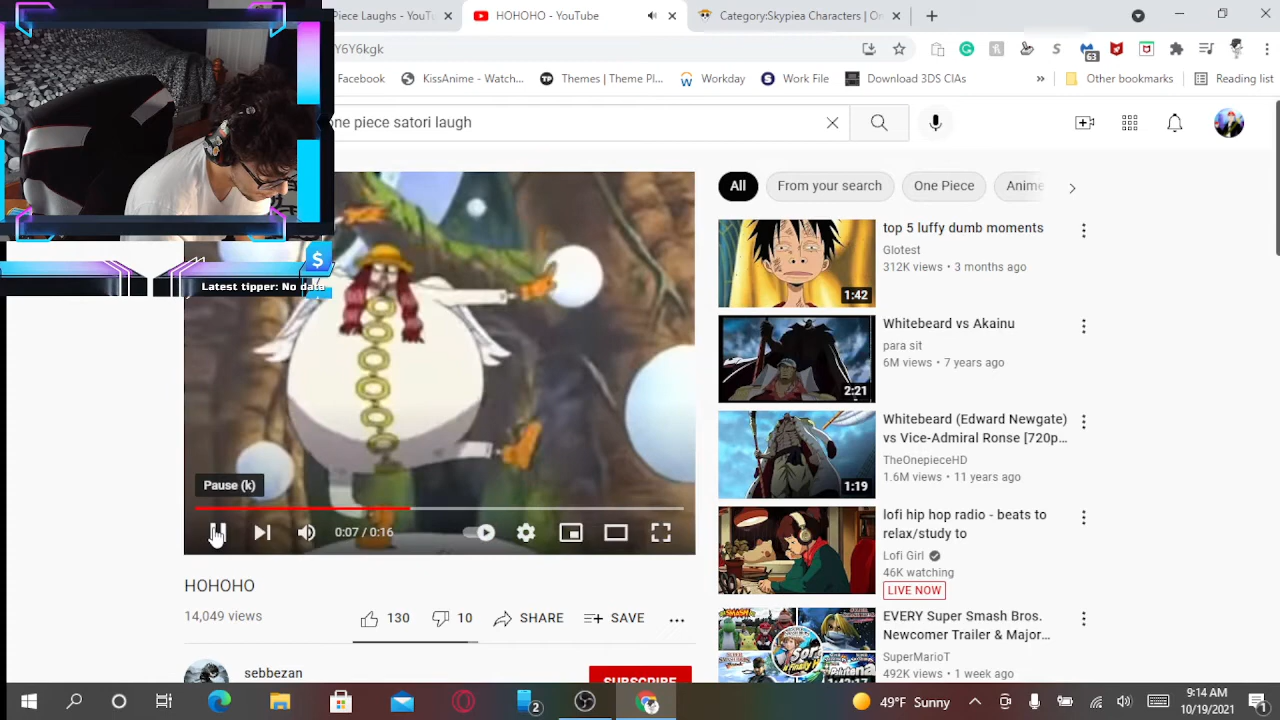 Piece Laughs - YouT
HOHOHO - YouTube
Category:Skypiea Characters | On
Y6Y6kgk
63
Facebook
KissAnime - Watch...
Themes | Theme Pl...
Workday
Work File
Download 3DS CIAs
Other bookmarks
Reading list
ne piece satori laugh
All
From your search
One Piece
Anime
Latest tipper: No data
top 5 luffy dumb moments
Glotest
312K views • 3 months ago
1:42
Whitebeard vs Akainu
para sit
6M views • 7 years ago
2:21
Whitebeard (Edward Newgate)
vs Vice-Admiral Ronse [720p...
TheOnepieceHD
1.6M views • 11 years ago
1:19
lofi hip hop radio - beats to
relax/study to
Lofi Girl
46K watching
LIVE NOW
EVERY Super Smash Bros.
Newcomer Trailer & Major...
SuperMarioT
492K views • 1 week ago
1:42:17
Pause (k)
0:07 / 0:16
HOHOHO
14,049 views
130
10
SHARE
SAVE
sebbezan
SUBSCRIBE
2
49°F Sunny
9:14 AM
10/19/2021
1